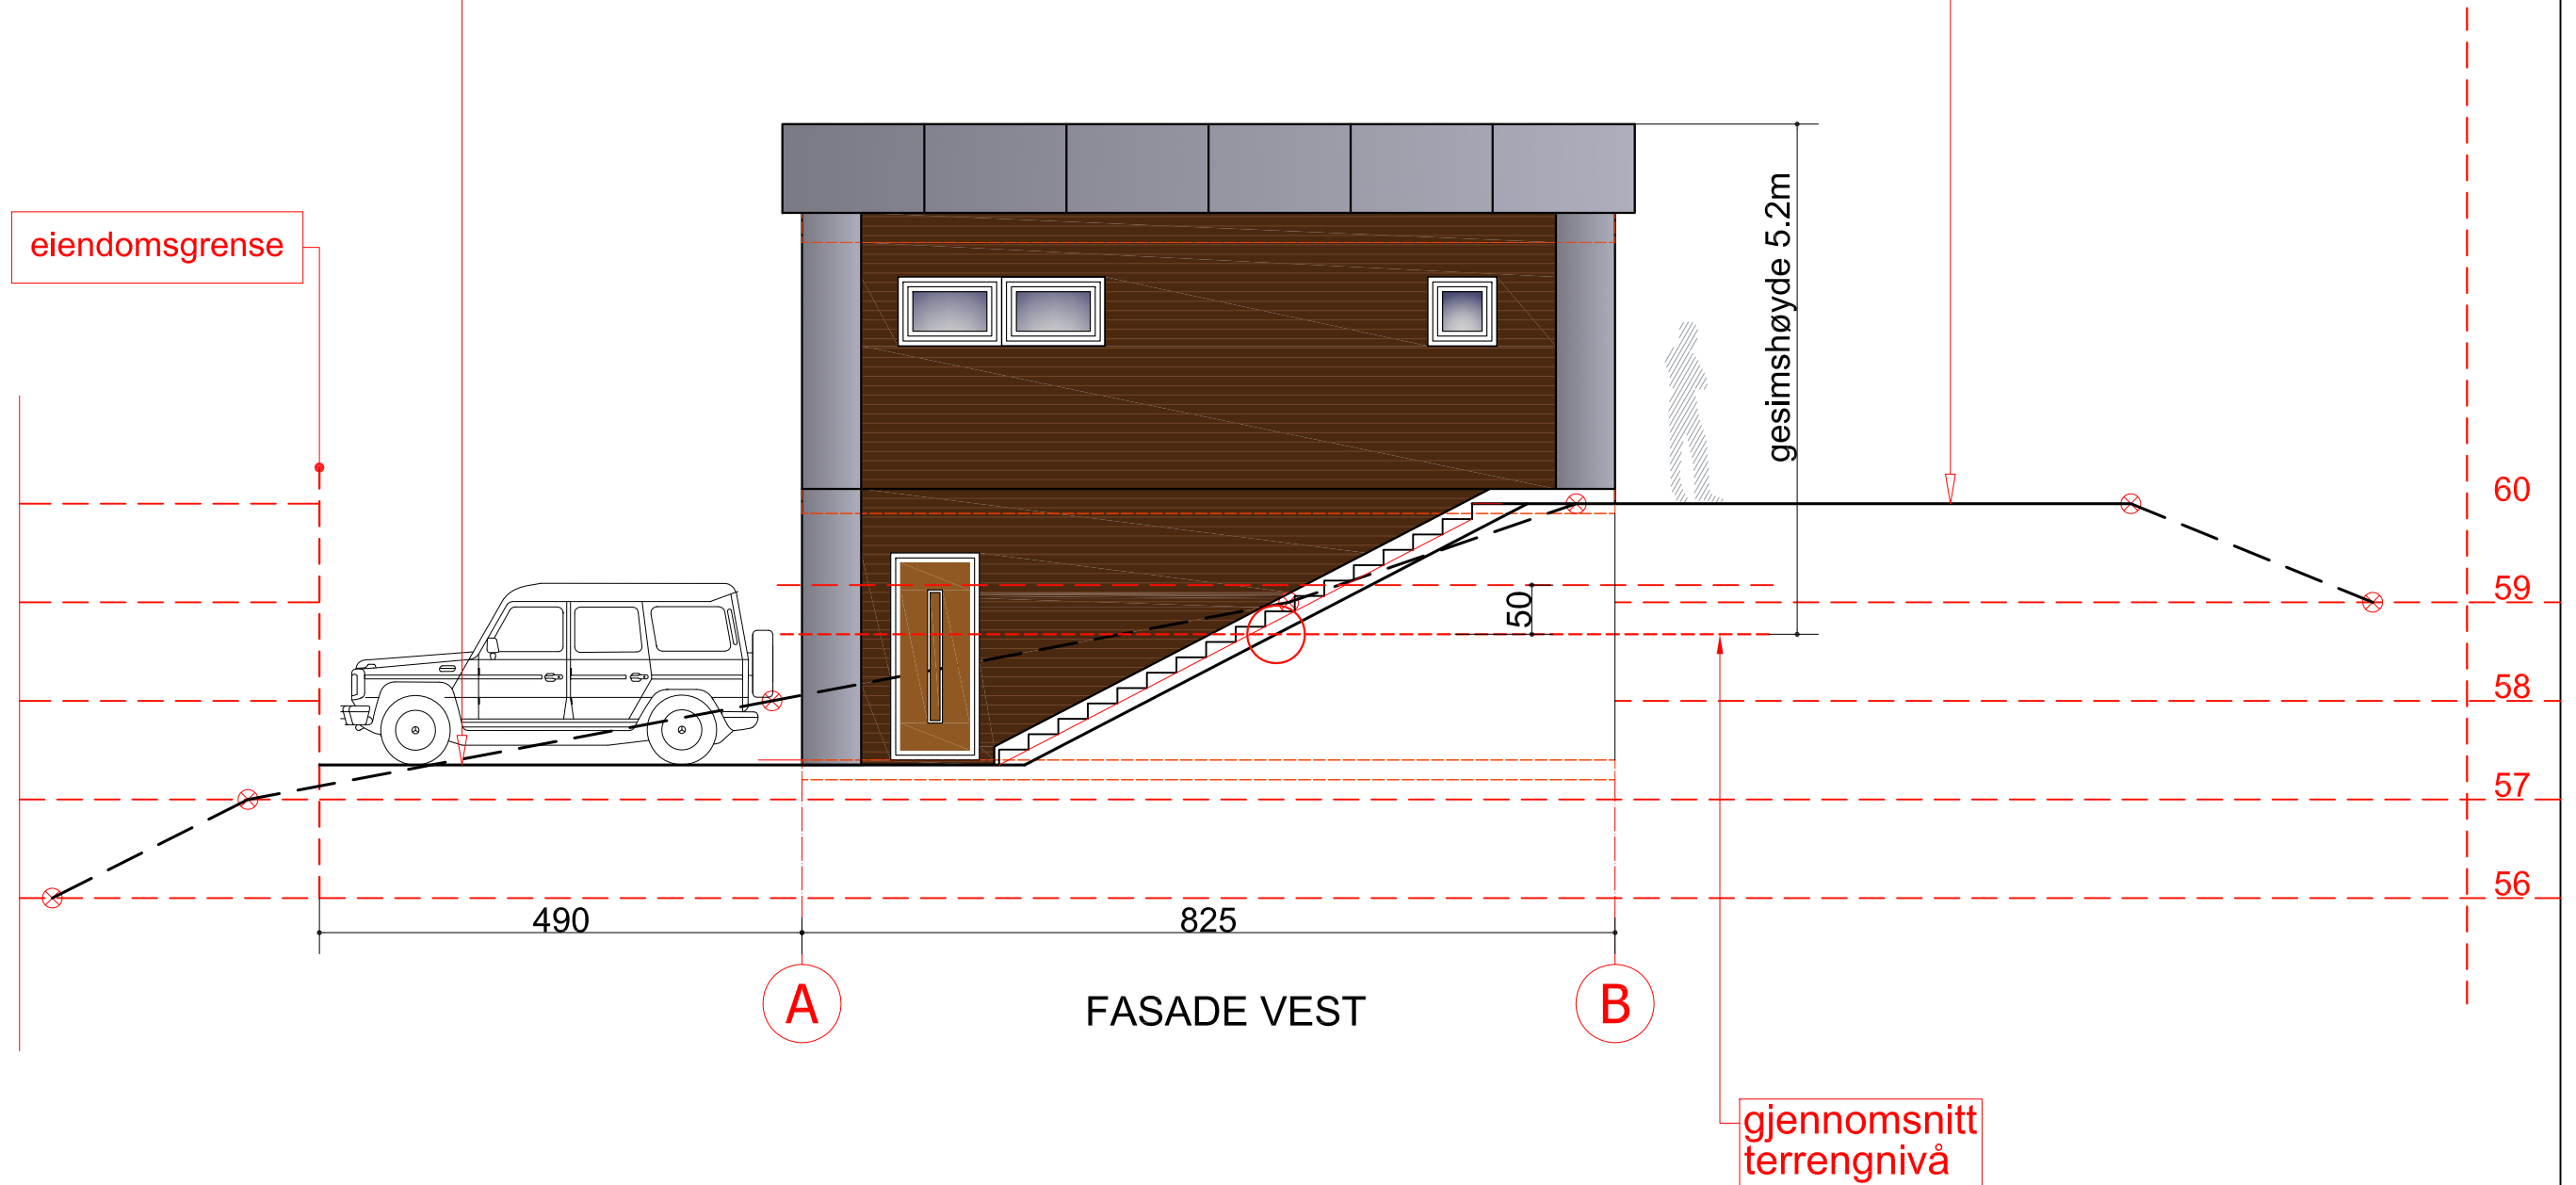 eiendomsgrense
gesimshøyde 5.2m
60
59
50
58
57
56
490
825
A
FASADE VEST
B
gjennomsnitt
terrengnivå